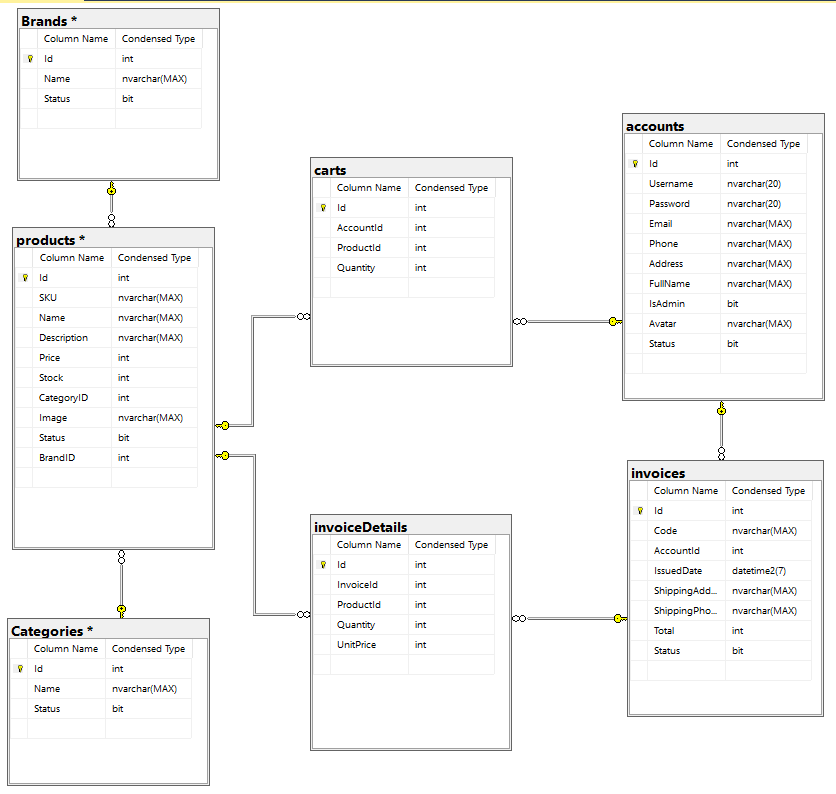 Brands *
Column Name Condensed Type
Id int
Name nvarchar(MAX)
Status bit
products *
Column Name Condensed Type
Id int
SKU nvarchar(MAX)
Name nvarchar(MAX)
Description nvarchar(MAX)
Price int
Stock int
CategoryID int
Image nvarchar(MAX)
Status bit
BrandID int
Categories *
Column Name Condensed Type
Id int
Name nvarchar(MAX)
Status bit
carts
Column Name Condensed Type
Id int
AccountId int
ProductId int
Quantity int
invoiceDetails
Column Name Condensed Type
Id int
InvoiceId int
ProductId int
Quantity int
UnitPrice int
accounts
Column Name Condensed Type
Id int
Username nvarchar(20)
Password nvarchar(20)
Email nvarchar(MAX)
Phone nvarchar(MAX)
Address nvarchar(MAX)
FullName nvarchar(MAX)
IsAdmin bit
Avatar nvarchar(MAX)
Status bit
invoices
Column Name Condensed Type
Id int
Code nvarchar(MAX)
AccountId int
IssuedDate datetime2(7)
ShippingAdd... nvarchar(MAX)
ShippingPho... nvarchar(MAX)
Total int
Status bit